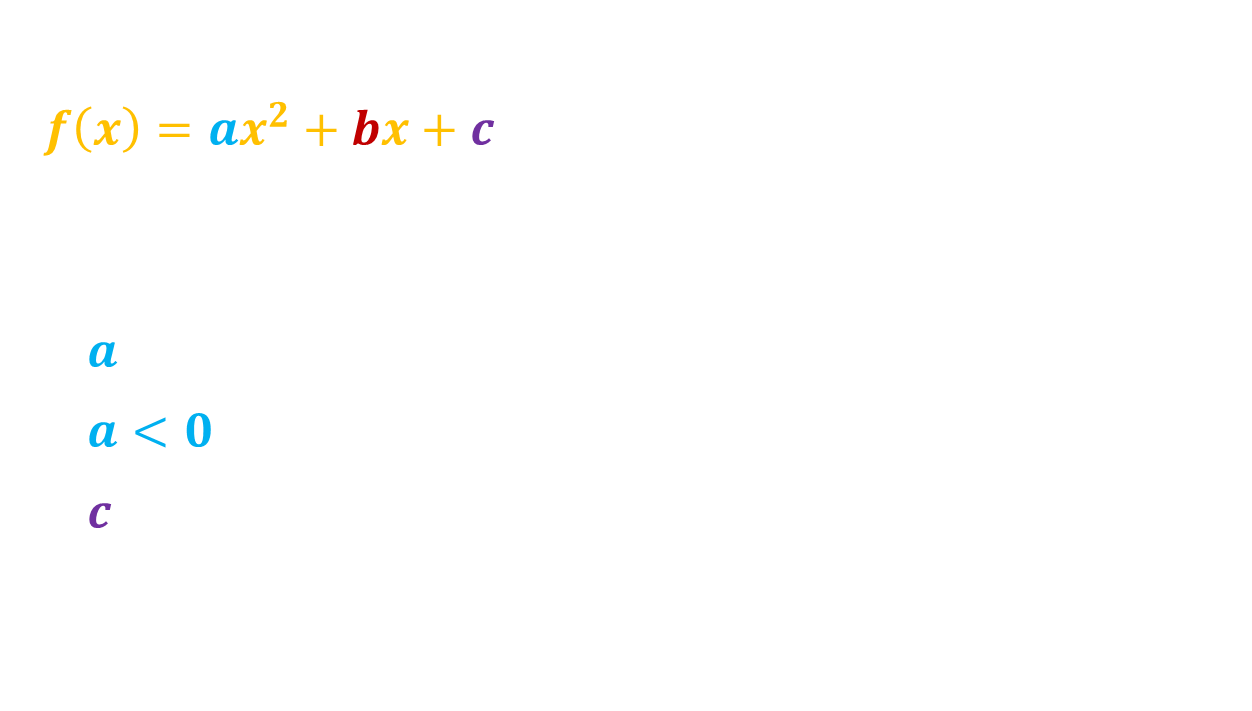 f(x) = ax² + bx + c
a
a < 0
c